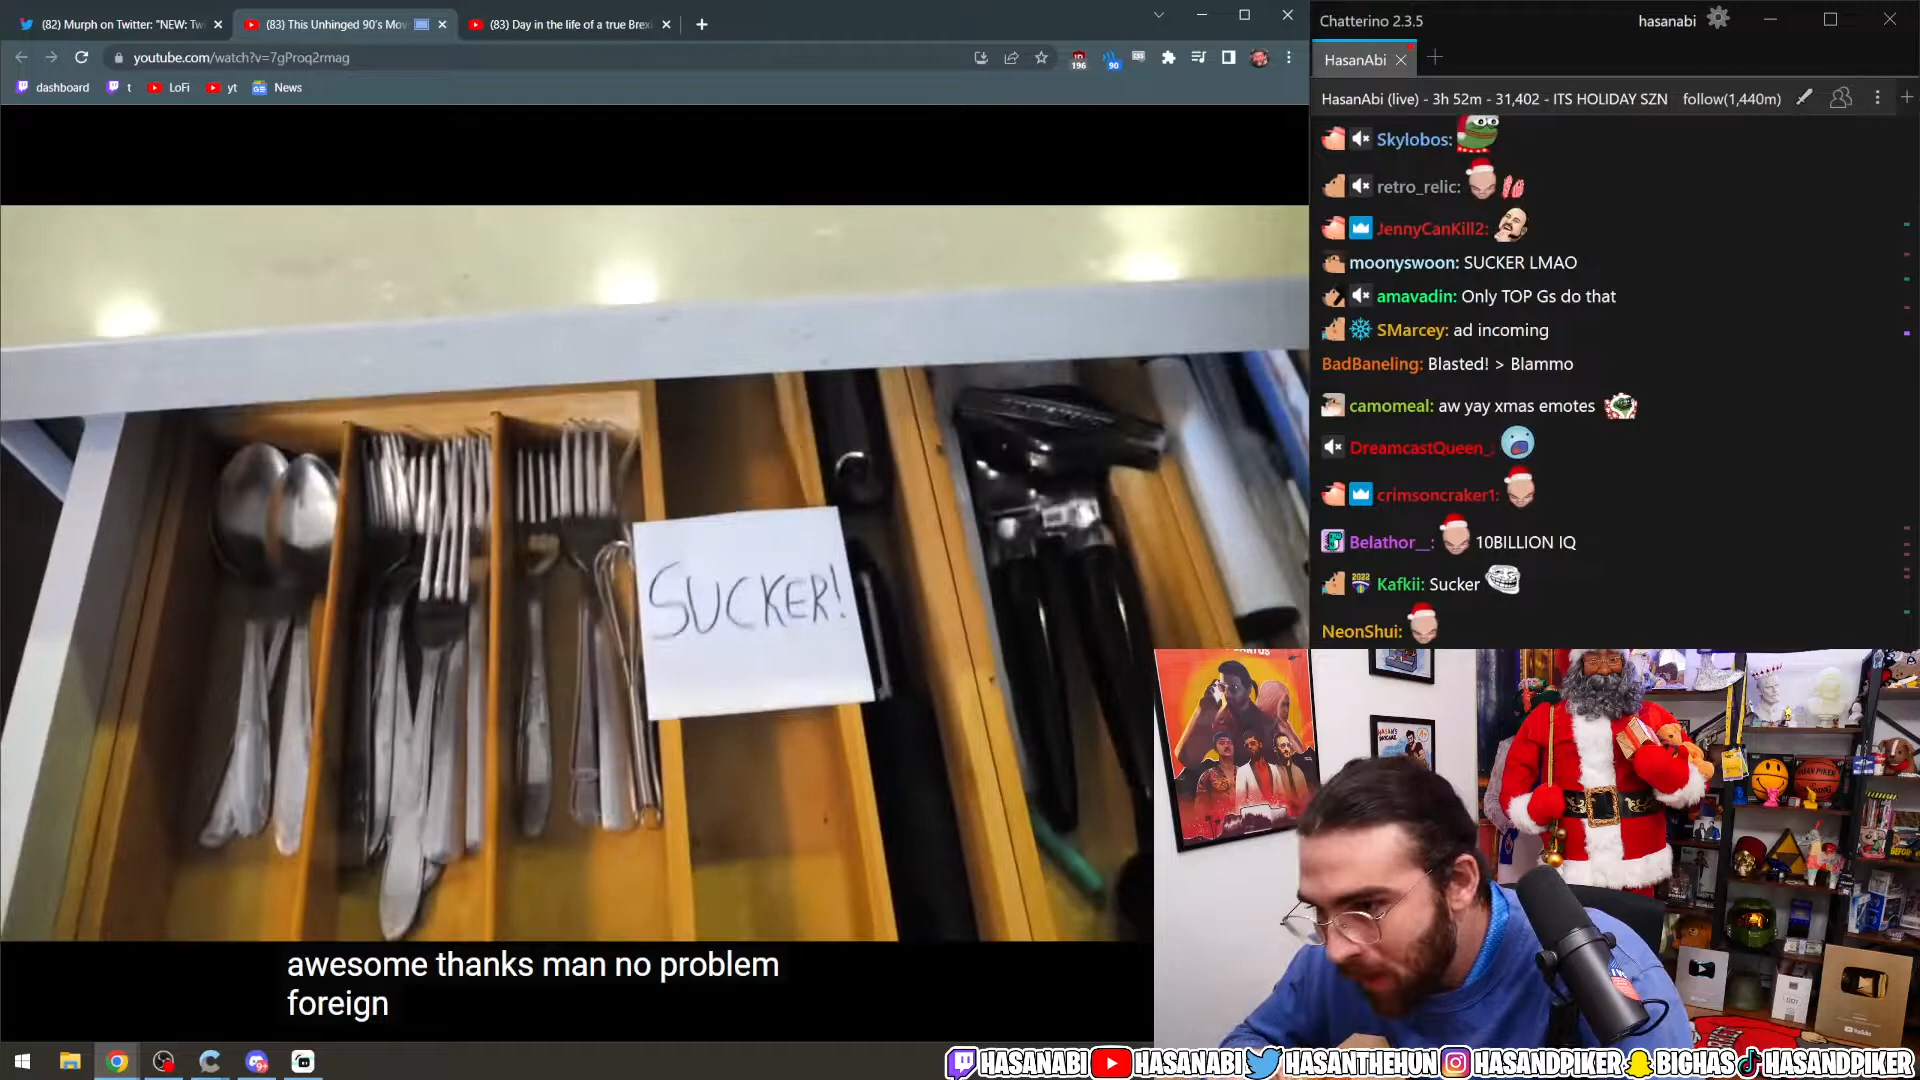 (82) Murph on Twitter: "NEW: Tw
(83) This Unhinged 90's Mov
(83) Day in the life of a true Brex
youtube.com/watch?v=7gProq2rmag
196
90
dashboard
t
LoFi
yt
News
SUCKER!
awesome thanks man no problem
foreign
Chatterino 2.3.5
hasanabi
HasanAbi
HasanAbi (live) - 3h 52m - 31,402 - ITS HOLIDAY SZN follow(1,440m)
Skylobos:
retro_relic:
JennyCanKill2:
moonyswoon: SUCKER LMAO
amavadin: Only TOP Gs do that
SMarcey: ad incoming
BadBaneling: Blasted! > Blammo
camomeal: aw yay xmas emotes
DreamcastQueen_:
crimsoncraker1:
Belathor__: 10BILLION IQ
2022 Kafkii: Sucker
NeonShui:
HASANABI HASANABI HASANTHEHUN HASANDPIKER BIGHAS HASANDPIKER